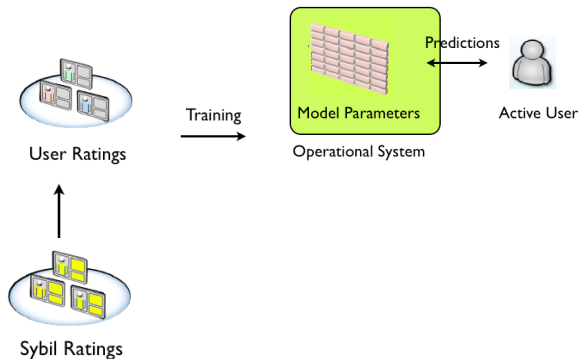 Predictions
Training
Model Parameters
Active User
User Ratings
Operational System
Sybil Ratings